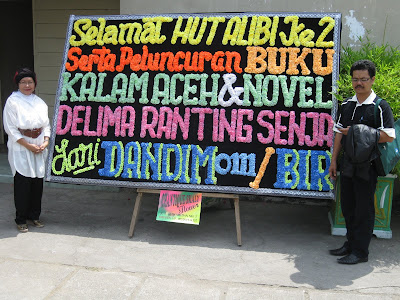 Selamat HUT ALIBI Ke 2
Serta Peluncuran BUKU
KALAM ACEH & NOVEL
DELIMA RANTING SENJA
Dari DANDIM 0111 / BIR